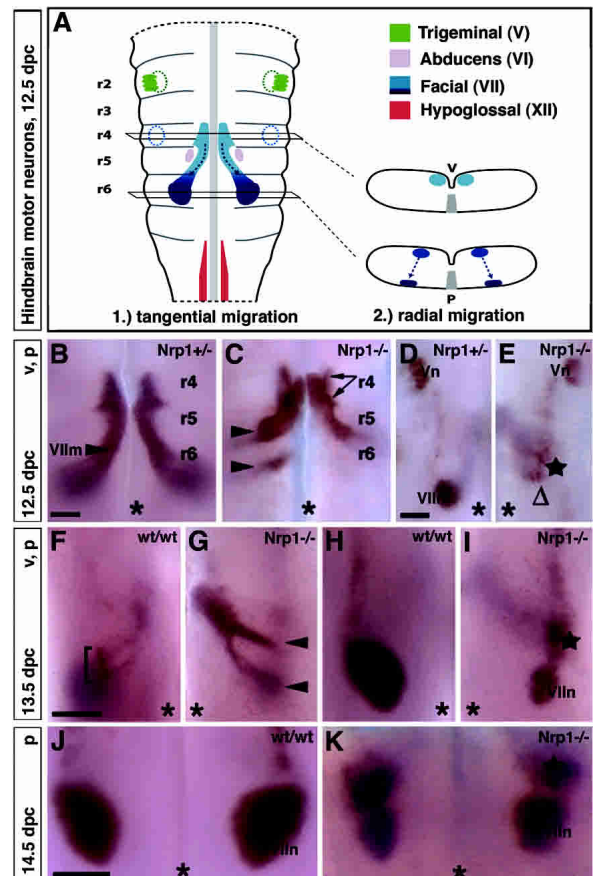 Hindbrain motor neurons, 12.5 dpc
A
Trigeminal (V)
Abducens (VI)
Facial (VII)
Hypoglossal (XII)
r2
r3
r4
r5
r6
V
P
1.) tangential migration
2.) radial migration
12.5 dpc
v, p
B
Nrp1+/-
r4
r5
r6
VIIm
*
C
Nrp1-/-
r4
r5
r6
*
D
Nrp1+/-
Vn
VIIn
*
E
Nrp1-/-
Vn
*
13.5 dpc
v, p
F
wt/wt
*
G
Nrp1-/-
*
H
wt/wt
*
I
Nrp1-/-
VIIn
*
14.5 dpc
p
J
wt/wt
VIIn
*
K
Nrp1-/-
VIIn
*